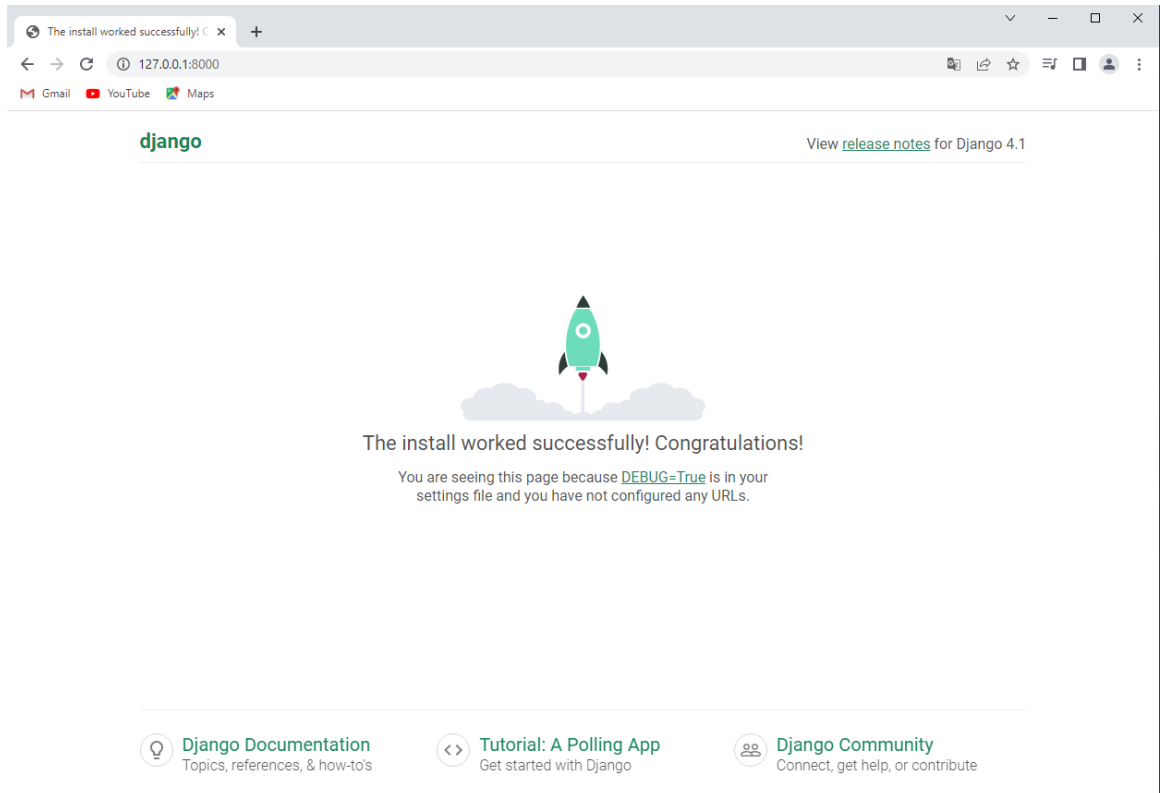 The install worked successfully! C
127.0.0.1:8000
Gmail YouTube Maps
django
View release notes for Django 4.1
The install worked successfully! Congratulations!
You are seeing this page because DEBUG=True is in your
settings file and you have not configured any URLs.
Django Documentation
Topics, references, & how-to's
Tutorial: A Polling App
Get started with Django
Django Community
Connect, get help, or contribute